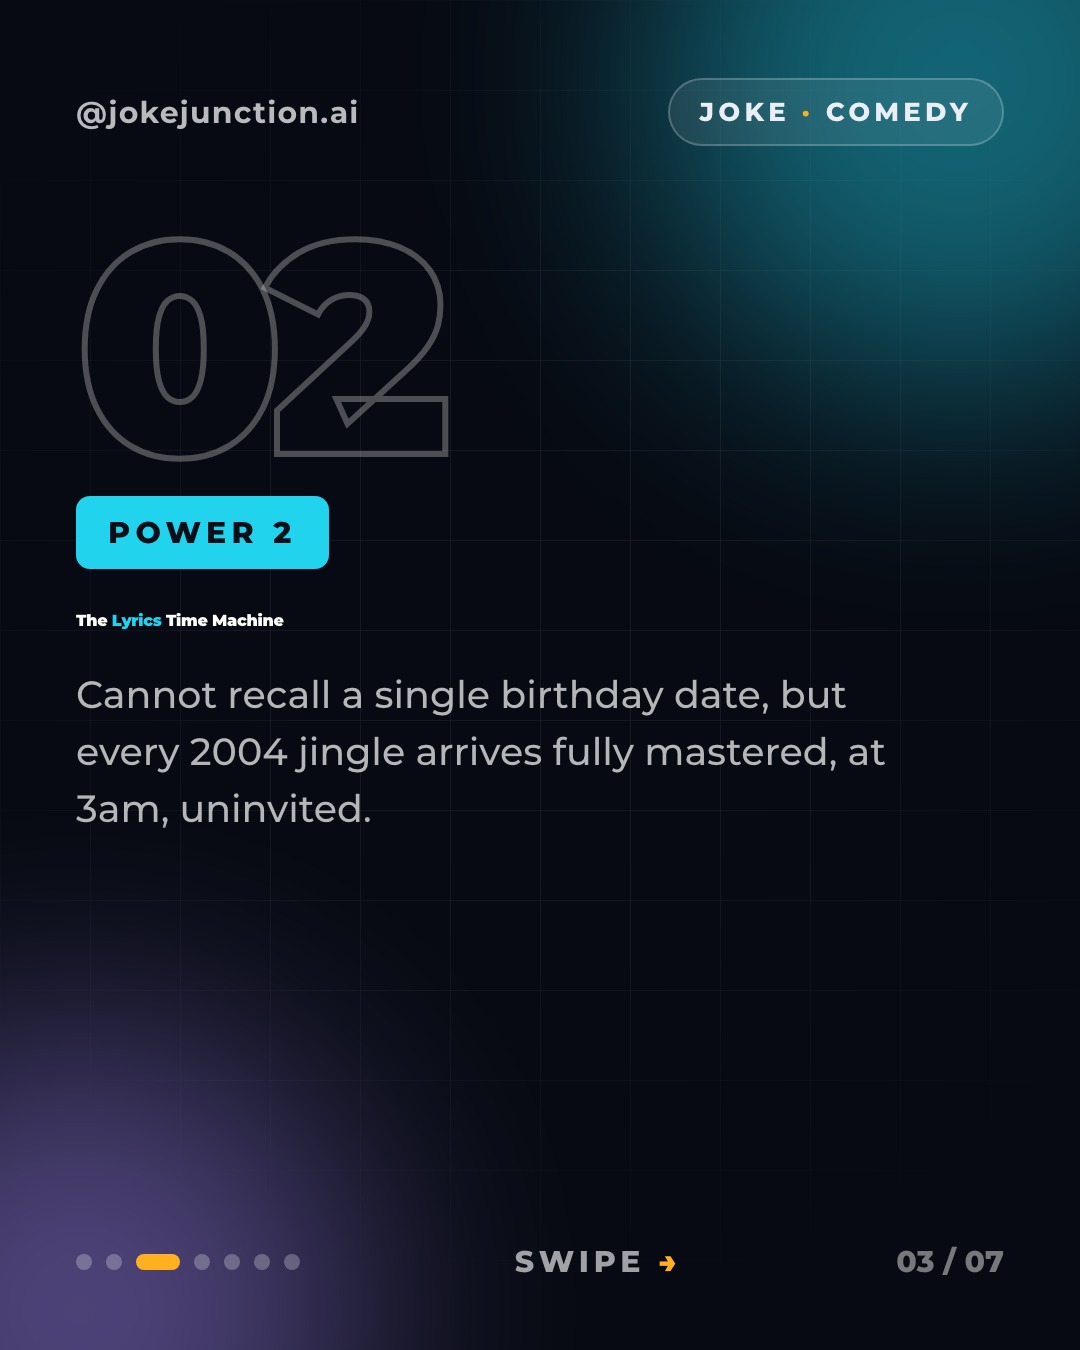 @jokejunction.ai
JOKE • COMEDY
02
POWER 2
The Lyrics Time Machine
Cannot recall a single birthday date, but
every 2004 jingle arrives fully mastered, at
3am, uninvited.
SWIPE →
03 / 07